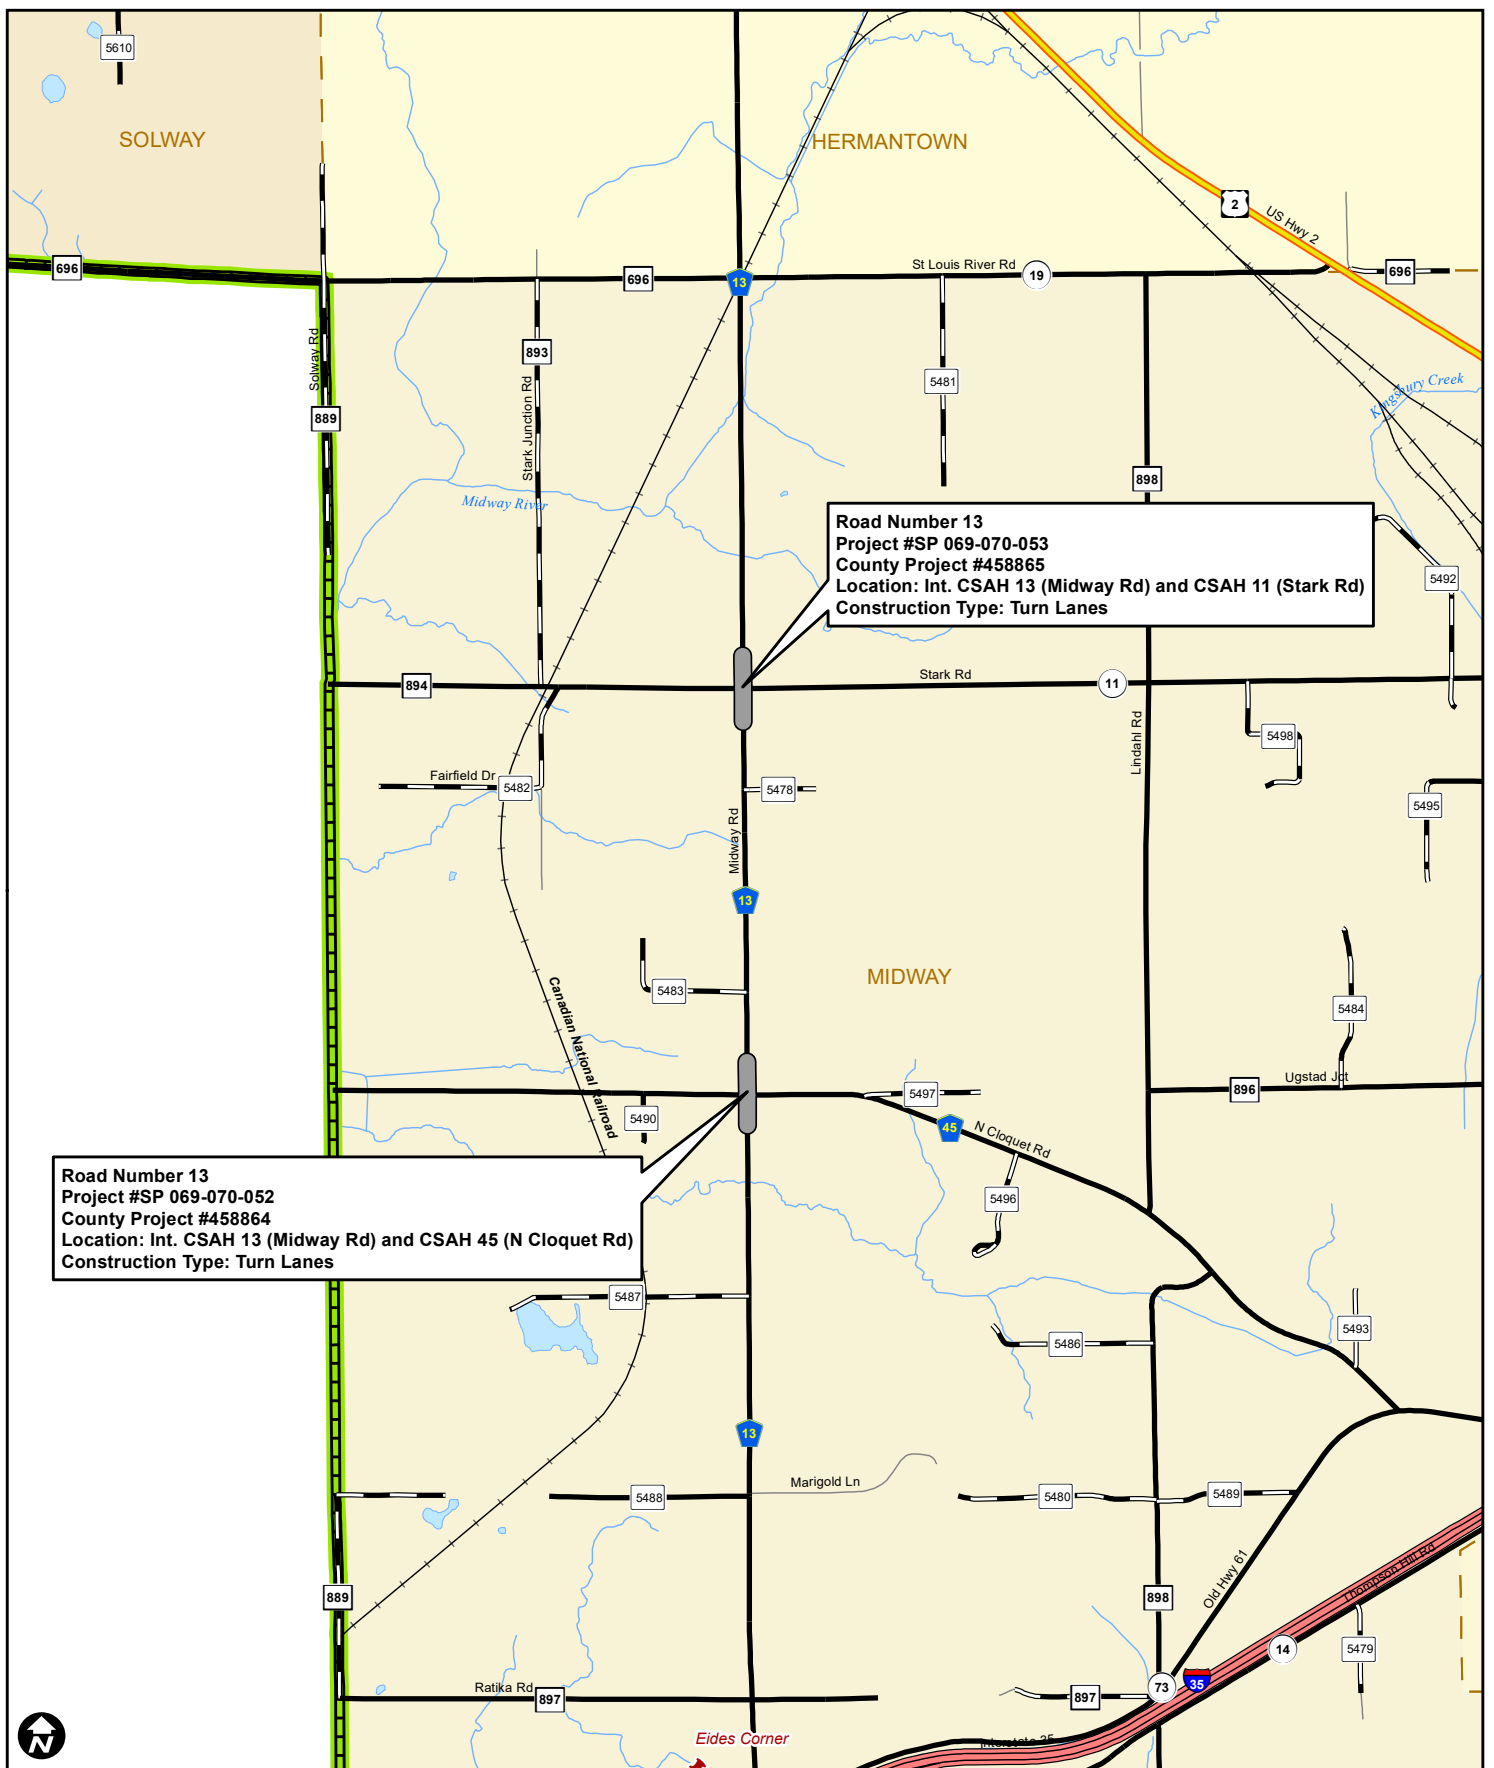 5610
SOLWAY
HERMANTOWN
2
US Hwy 2
696
696
13
St Louis River Rd
19
696
Solway Rd
893
Stark Junction Rd
5481
Kingsbury Creek
889
898
Midway River
Road Number 13
Project #SP 069-070-053
County Project #458865
Location: Int. CSAH 13 (Midway Rd) and CSAH 11 (Stark Rd)
Construction Type: Turn Lanes
5492
894
Stark Rd
11
Lindahl Rd
5498
Fairfield Dr
5482
5478
5495
Midway Rd
13
MIDWAY
5483
5484
Canadian National Railroad
Ugstad Jct
896
5490
5497
45
N Cloquet Rd
Road Number 13
Project #SP 069-070-052
County Project #458864
Location: Int. CSAH 13 (Midway Rd) and CSAH 45 (N Cloquet Rd)
Construction Type: Turn Lanes
5496
5487
5493
5486
13
Marigold Ln
5488
5480
5489
Old Hwy 61
Thompson Hill Rd
889
898
14
5479
73
35
Ratika Rd
897
897
Eides Corner
Interstate 35
N